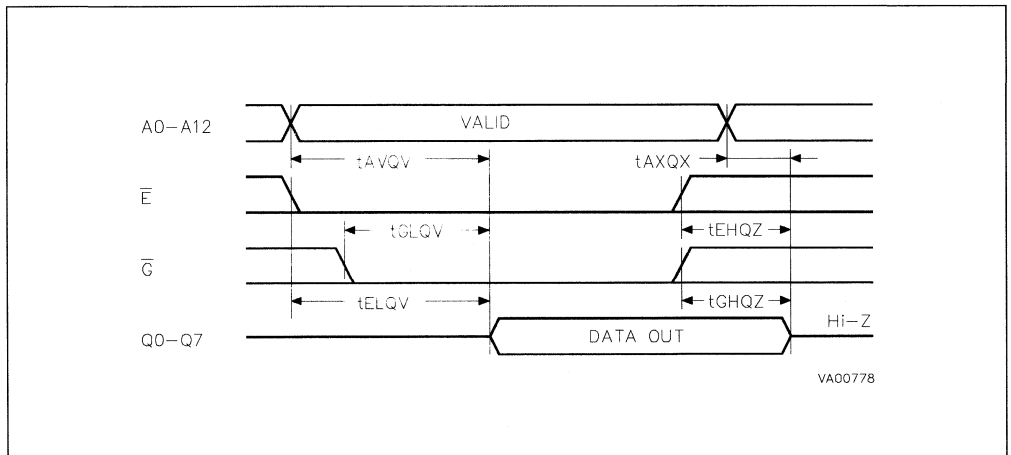 A0-A12
VALID
tAVQV
tAXQX
E̅
tGLQV
tEHQZ
G̅
tELQV
tGHQZ
Q0-Q7
DATA OUT
Hi-Z
VA00778